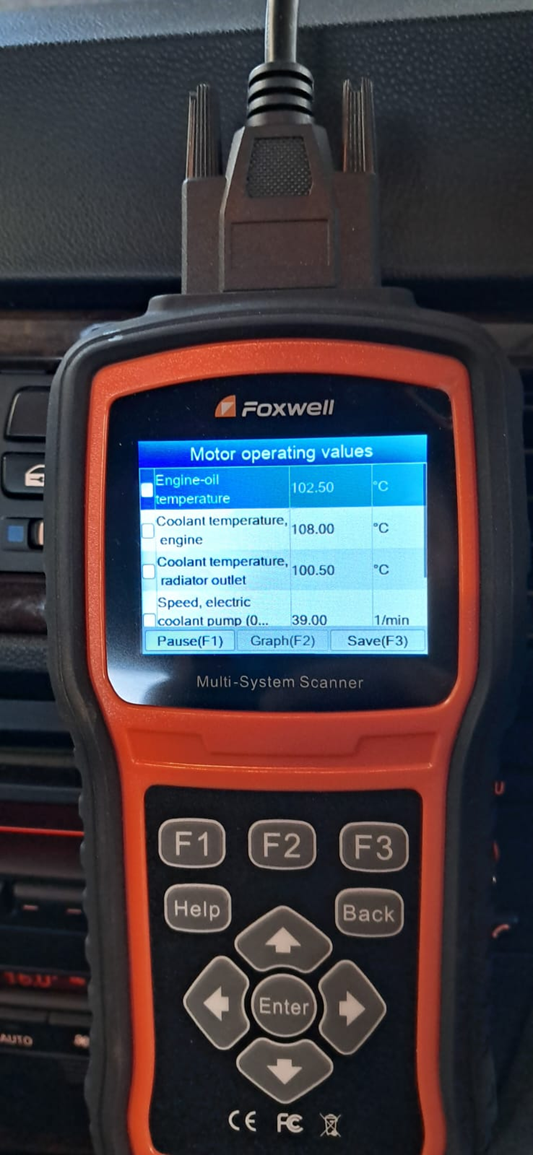 FOXWELL
Motor operating values
Engine-oil
temperature 102.50 °C
Coolant temperature,
engine 108.00 °C
Coolant temperature,
radiator outlet 100.50 °C
Speed, electric
coolant pump (0... 39.00 1/min
Pause(F1) Graph(F2) Save(F3)
Multi-System Scanner
F1 F2 F3
Help Back
Enter
CE FC
AUTO